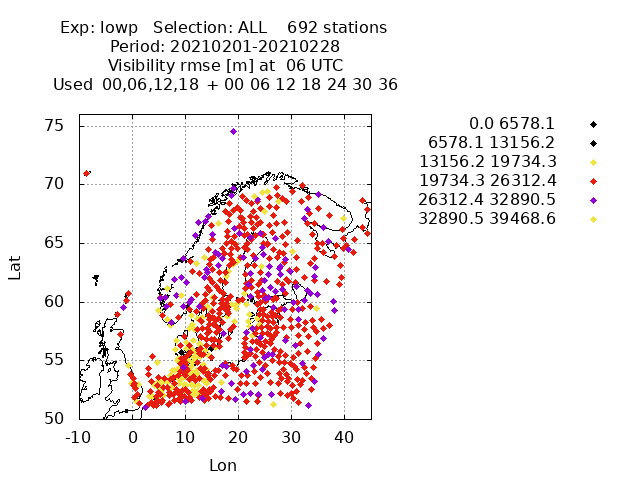 Exp: Iowp   Selection: ALL    692 stations
Period: 20210201-20210228
Visibility rmse [m] at  06 UTC
Used  00,06,12,18  + 00 06 12 18 24 30 36
0.0 6578.1
6578.1 13156.2
13156.2 19734.3
19734.3 26312.4
26312.4 32890.5
32890.5 39468.6
75
70
65
60
55
50
Lat
-10 0 10 20 30 40
Lon